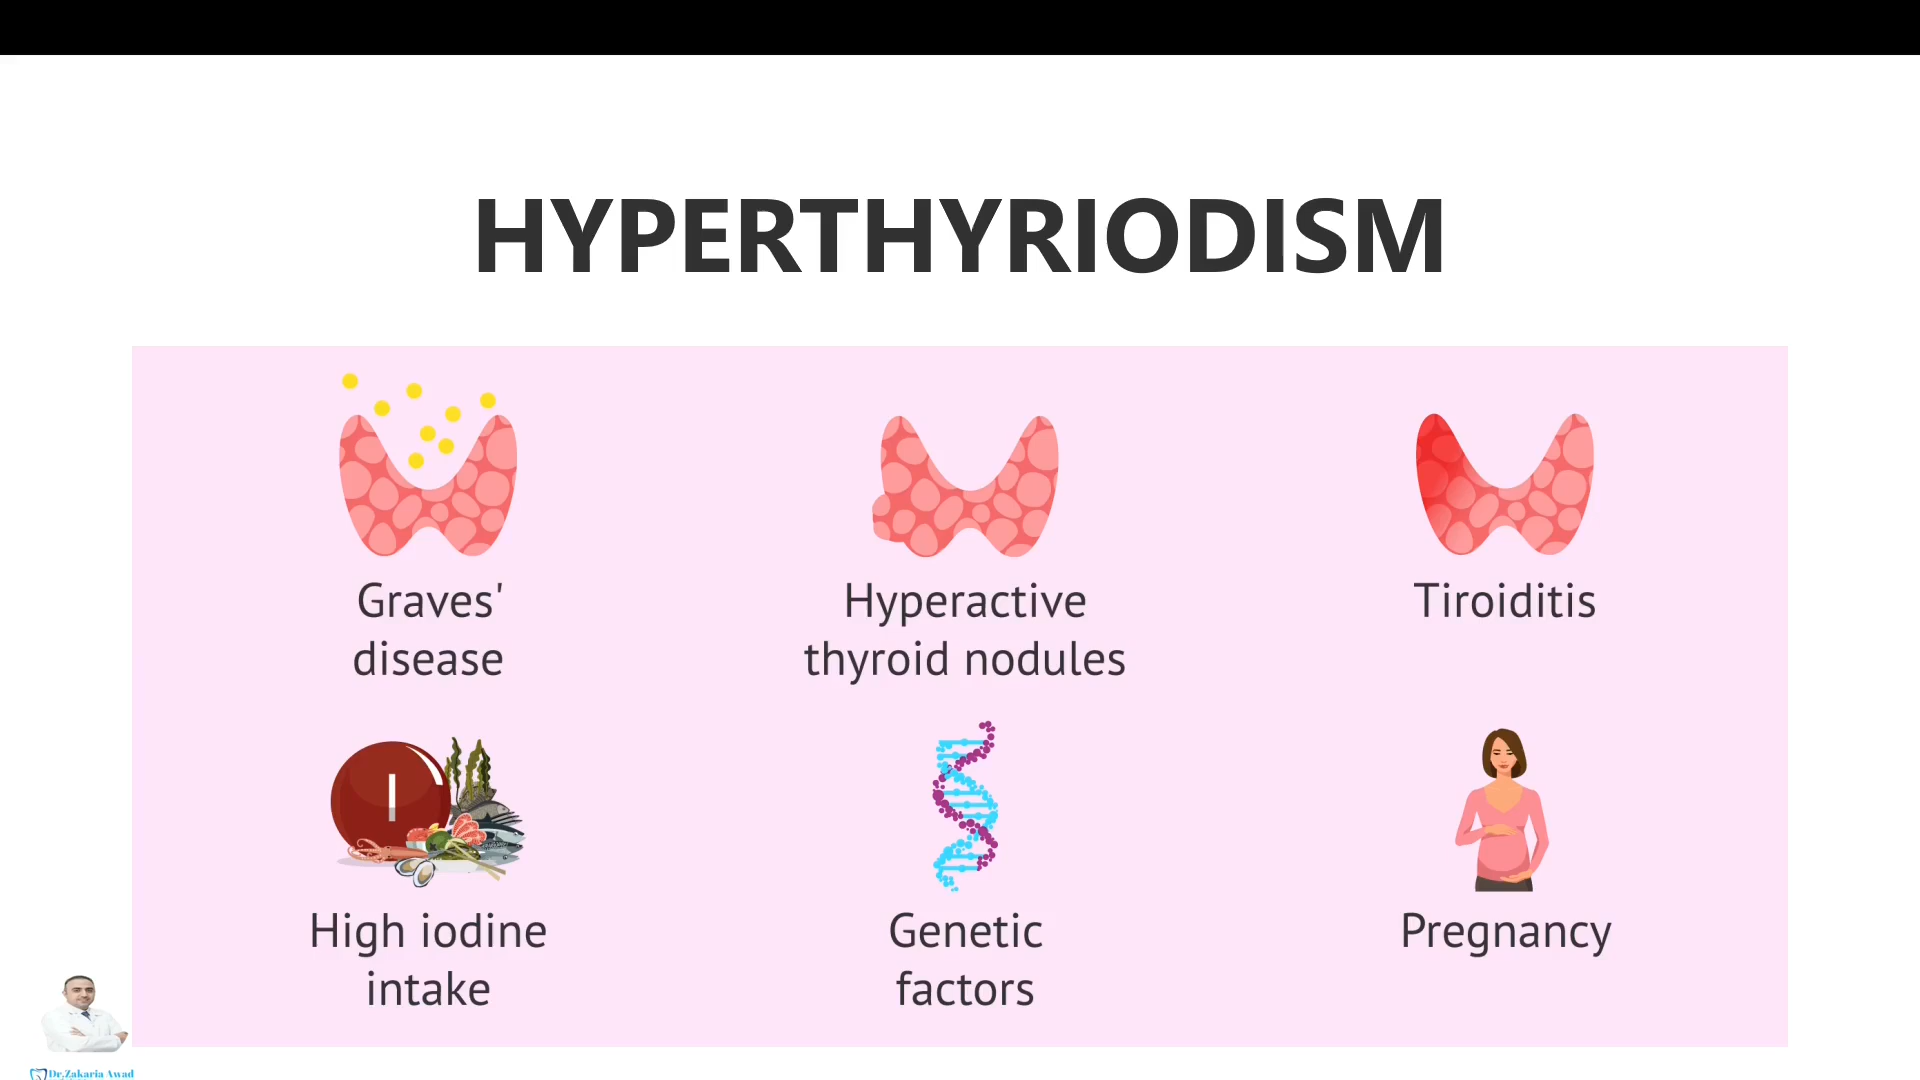 HYPERTHYRIODISM
Graves'
disease
Hyperactive
thyroid nodules
Tiroiditis
I
High iodine
intake
Genetic
factors
Pregnancy
Dr.Zakaria Awad